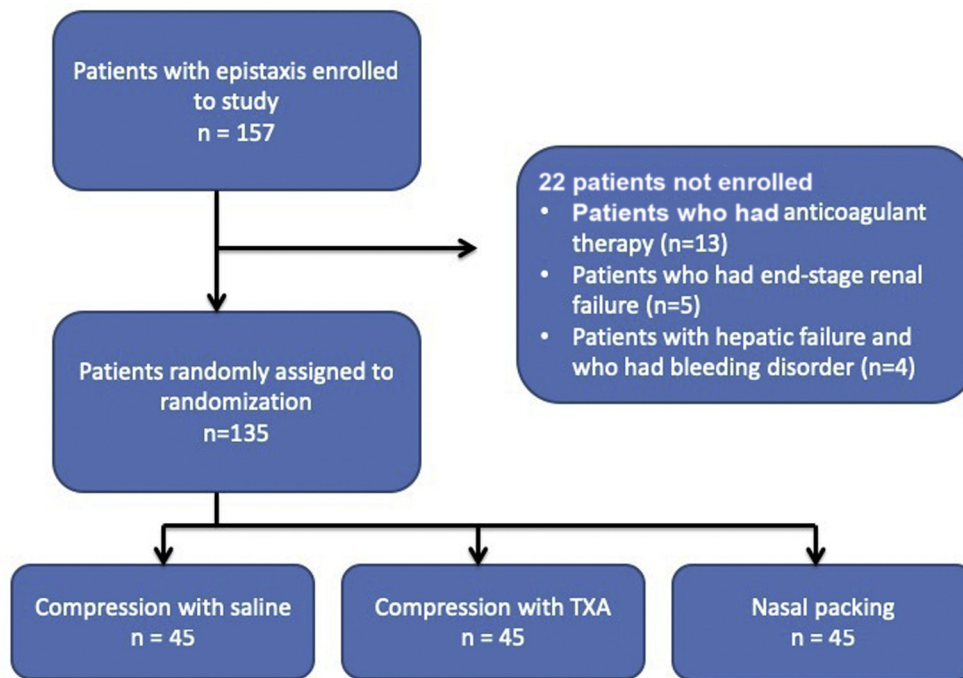 Patients with epistaxis enrolled
to study
n = 157
22 patients not enrolled
• Patients who had anticoagulant
therapy (n=13)
• Patients who had end-stage renal
failure (n=5)
• Patients with hepatic failure and
who had bleeding disorder (n=4)
Patients randomly assigned to
randomization
n=135
Compression with saline
n = 45
Compression with TXA
n = 45
Nasal packing
n = 45